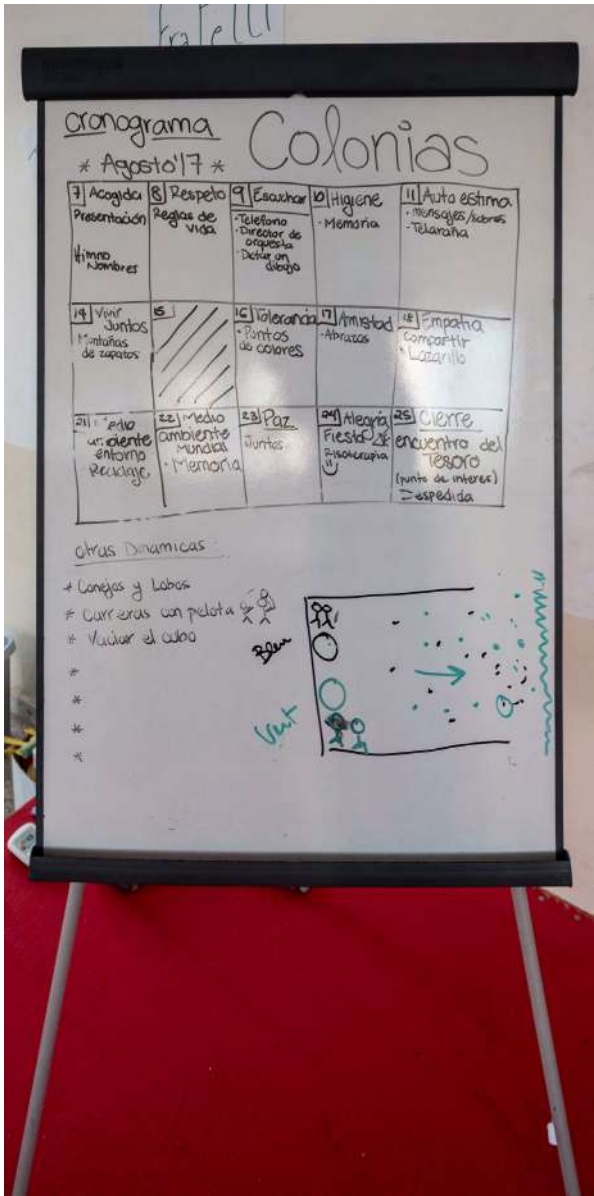 Fratelli
cronograma
Colonias
* Agosto'17 *
7 Acogida
Presentación
Himno
Nombres
8 Respeto
Reglas de
vida
9 Escuchar
· Telefono
· Director de
orquesta
· Dictar un
dibujo
10 Higiene
· Memoria
11 Auto estima
· mensajes/sobres
· Telaraña
14 Vivir
Juntos
Montañas
de zapatos
15
16 Tolerancia
· Puntos
de colores
17 Amistad
· Abrazos
18 Empatia
compartir
· Lazarillo
21
entorno
Reciclaje
22 Medio
ambiente
Mundial
· Memoria
23 Paz
Juntos
24 Alegría
Fiesta
Risoterapia
25 Cierre
encuentro del
Tesoro
(punto de interes)
Despedida
otras Dinamicas:
* Conejos y Lobos
* Carreras con pelota
* Vaciar el cubo
*
*
*
*
Bleu
Vert